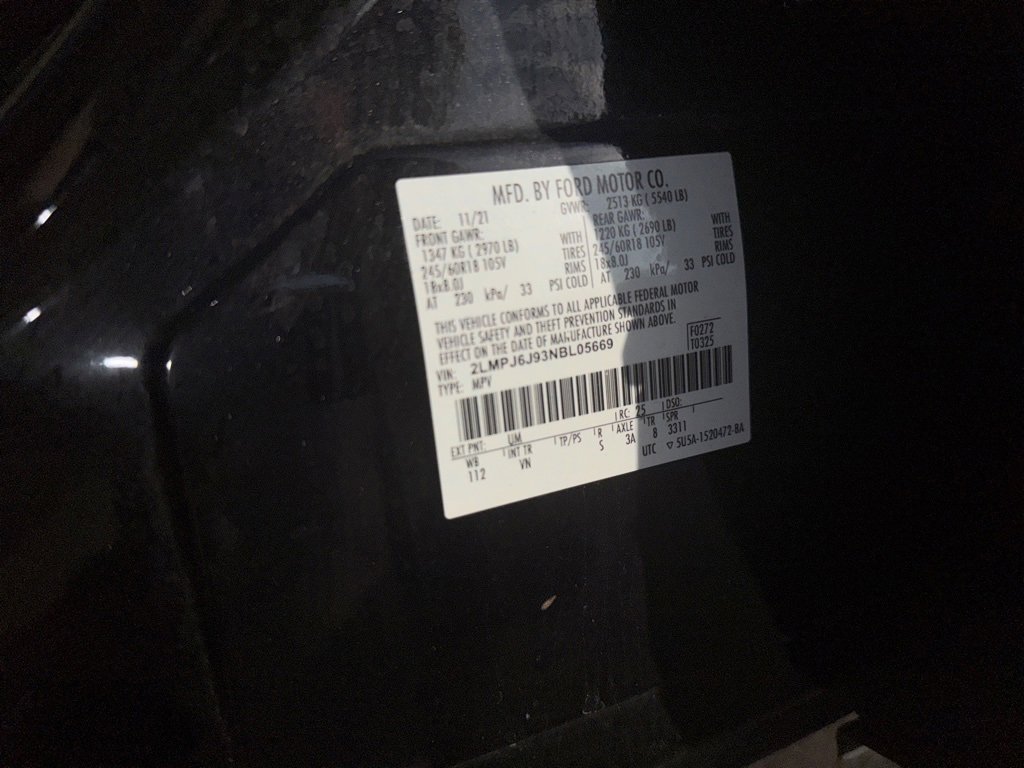 MFD. BY FORD MOTOR CO.
DATE: 11/21 GVWR: 2513 KG ( 5540 LB)
FRONT GAWR: REAR GAWR:
1347 KG ( 2970 LB) WITH 1220 KG ( 2690 LB) WITH
245/60R18 105V TIRES 245/60R18 105V TIRES
18x8.0J RIMS 18x8.0J RIMS
AT 230 kPa/ 33 PSI COLD AT 230 kPa/ 33 PSI COLD
THIS VEHICLE CONFORMS TO ALL APPLICABLE FEDERAL MOTOR
VEHICLE SAFETY AND THEFT PREVENTION STANDARDS IN
EFFECT ON THE DATE OF MANUFACTURE SHOWN ABOVE.
VIN: 2LMPJ6J93NBL05669 F0272
TYPE: MPV T0325
EXT PNT: UM RC: 25 DSO:
WB INT TR TP/PS R AXLE TR SPR
112 VN S 3A 8 3311
UTC ▽ 5U5A-1520472-BA